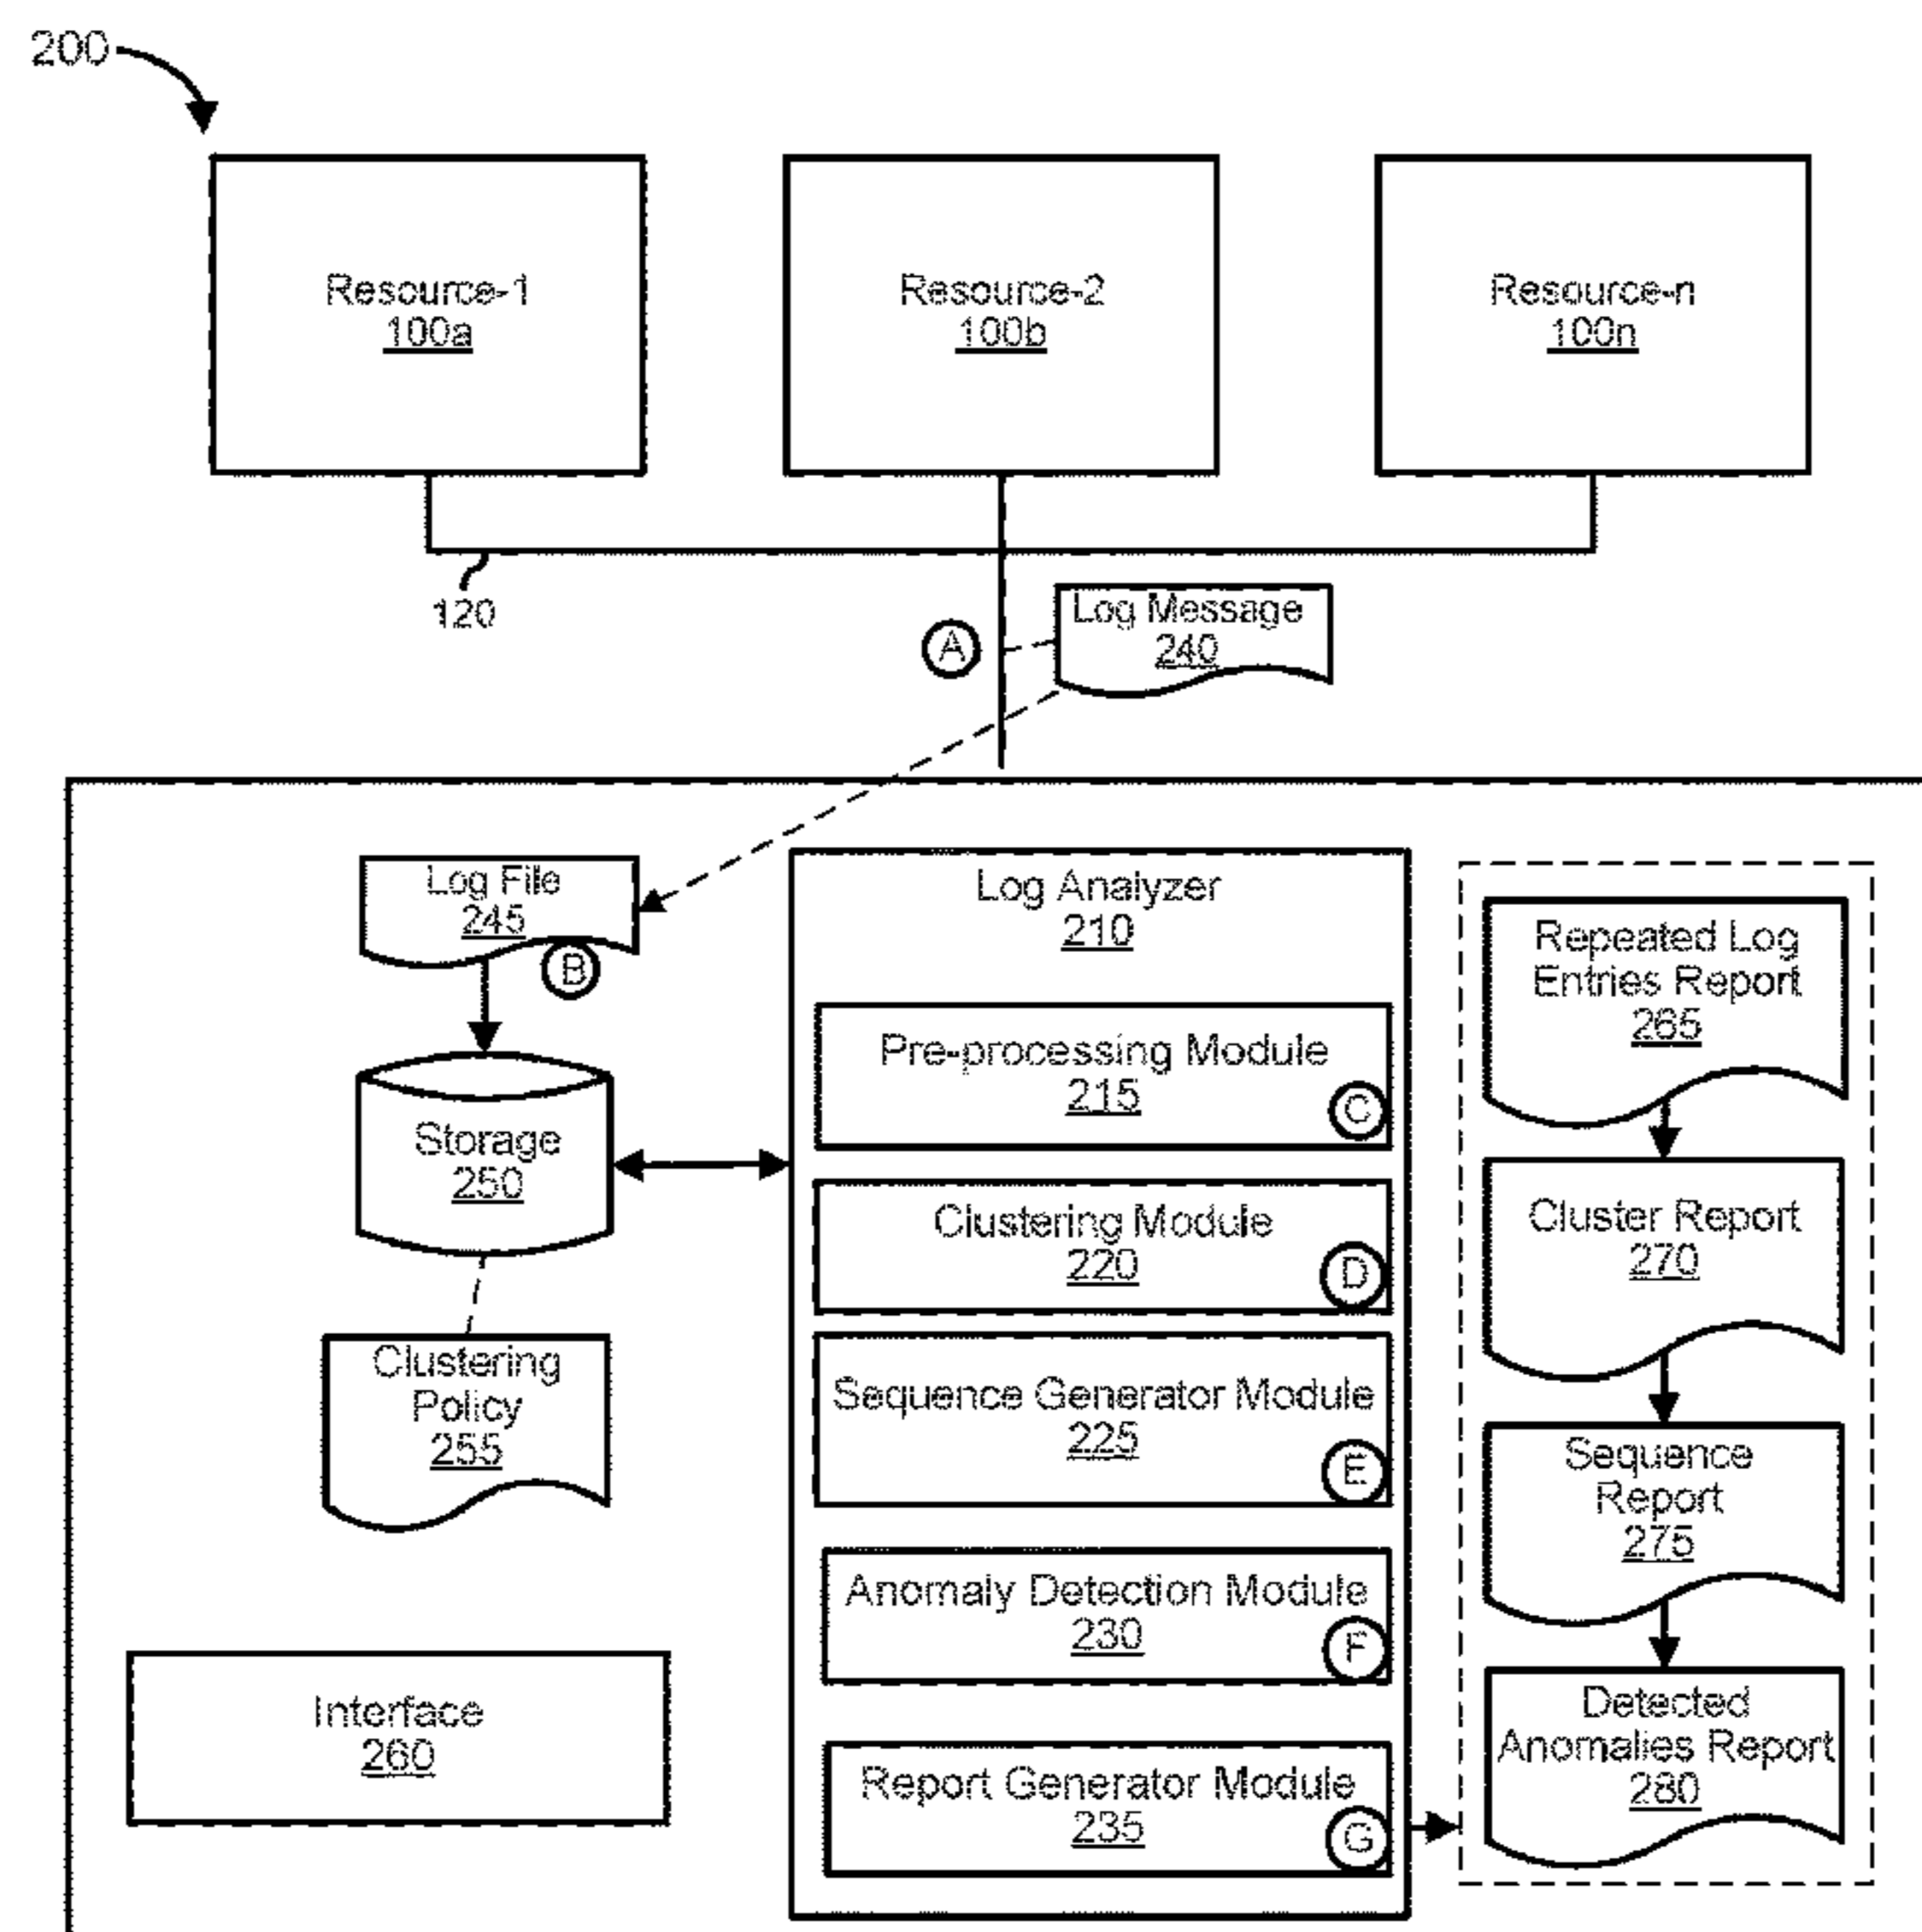 200
Resource-1
100a
Resource-2
100b
Resource-n
100n
120
A
Log Message
240
Log File
245
B
Storage
250
Clustering
Policy
255
Interface
260
Log Analyzer
210
Pre-processing Module
215
C
Clustering Module
220
D
Sequence Generator Module
225
E
Anomaly Detection Module
230
F
Report Generator Module
235
G
Repeated Log
Entries Report
265
Cluster Report
270
Sequence
Report
275
Detected
Anomalies Report
280